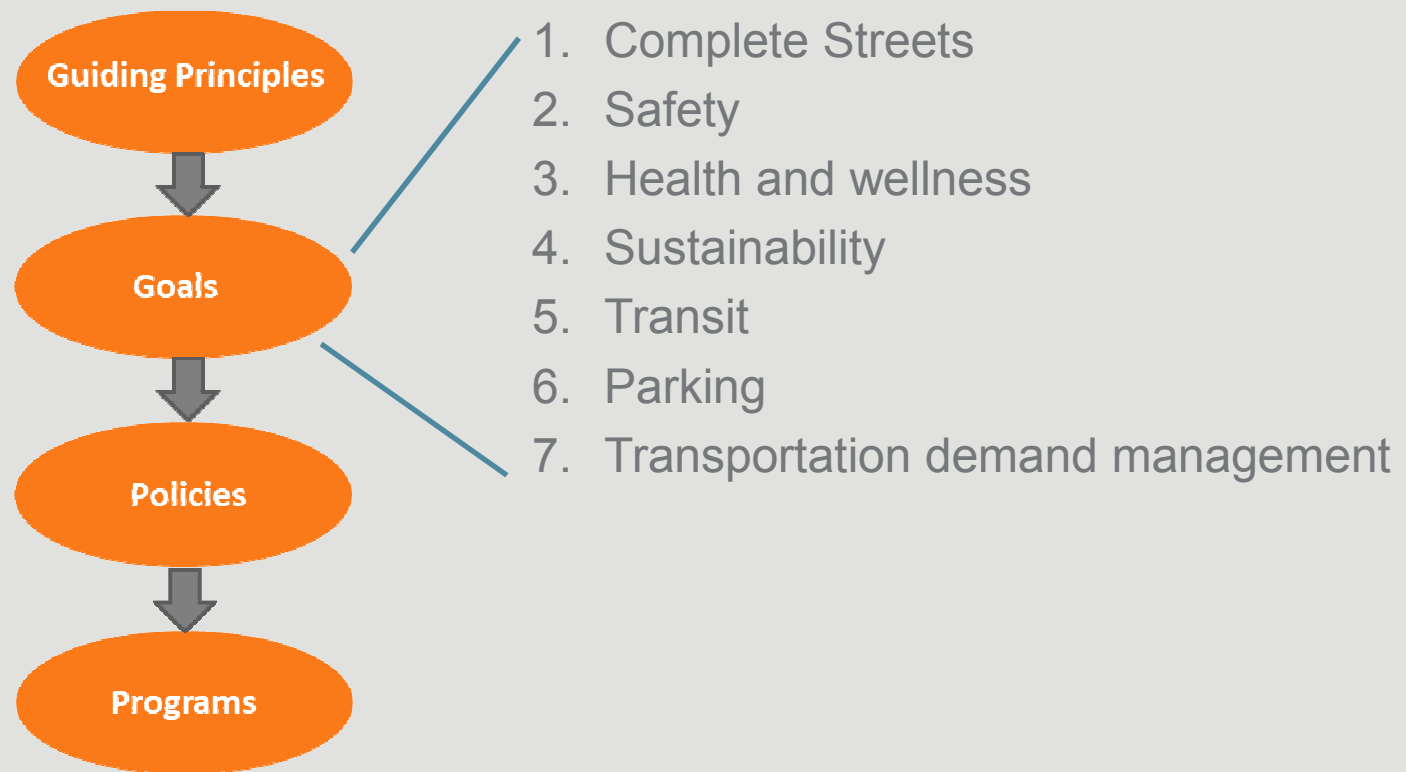 Guiding Principles
Goals
Policies
Programs
1. Complete Streets
2. Safety
3. Health and wellness
4. Sustainability
5. Transit
6. Parking
7. Transportation demand management